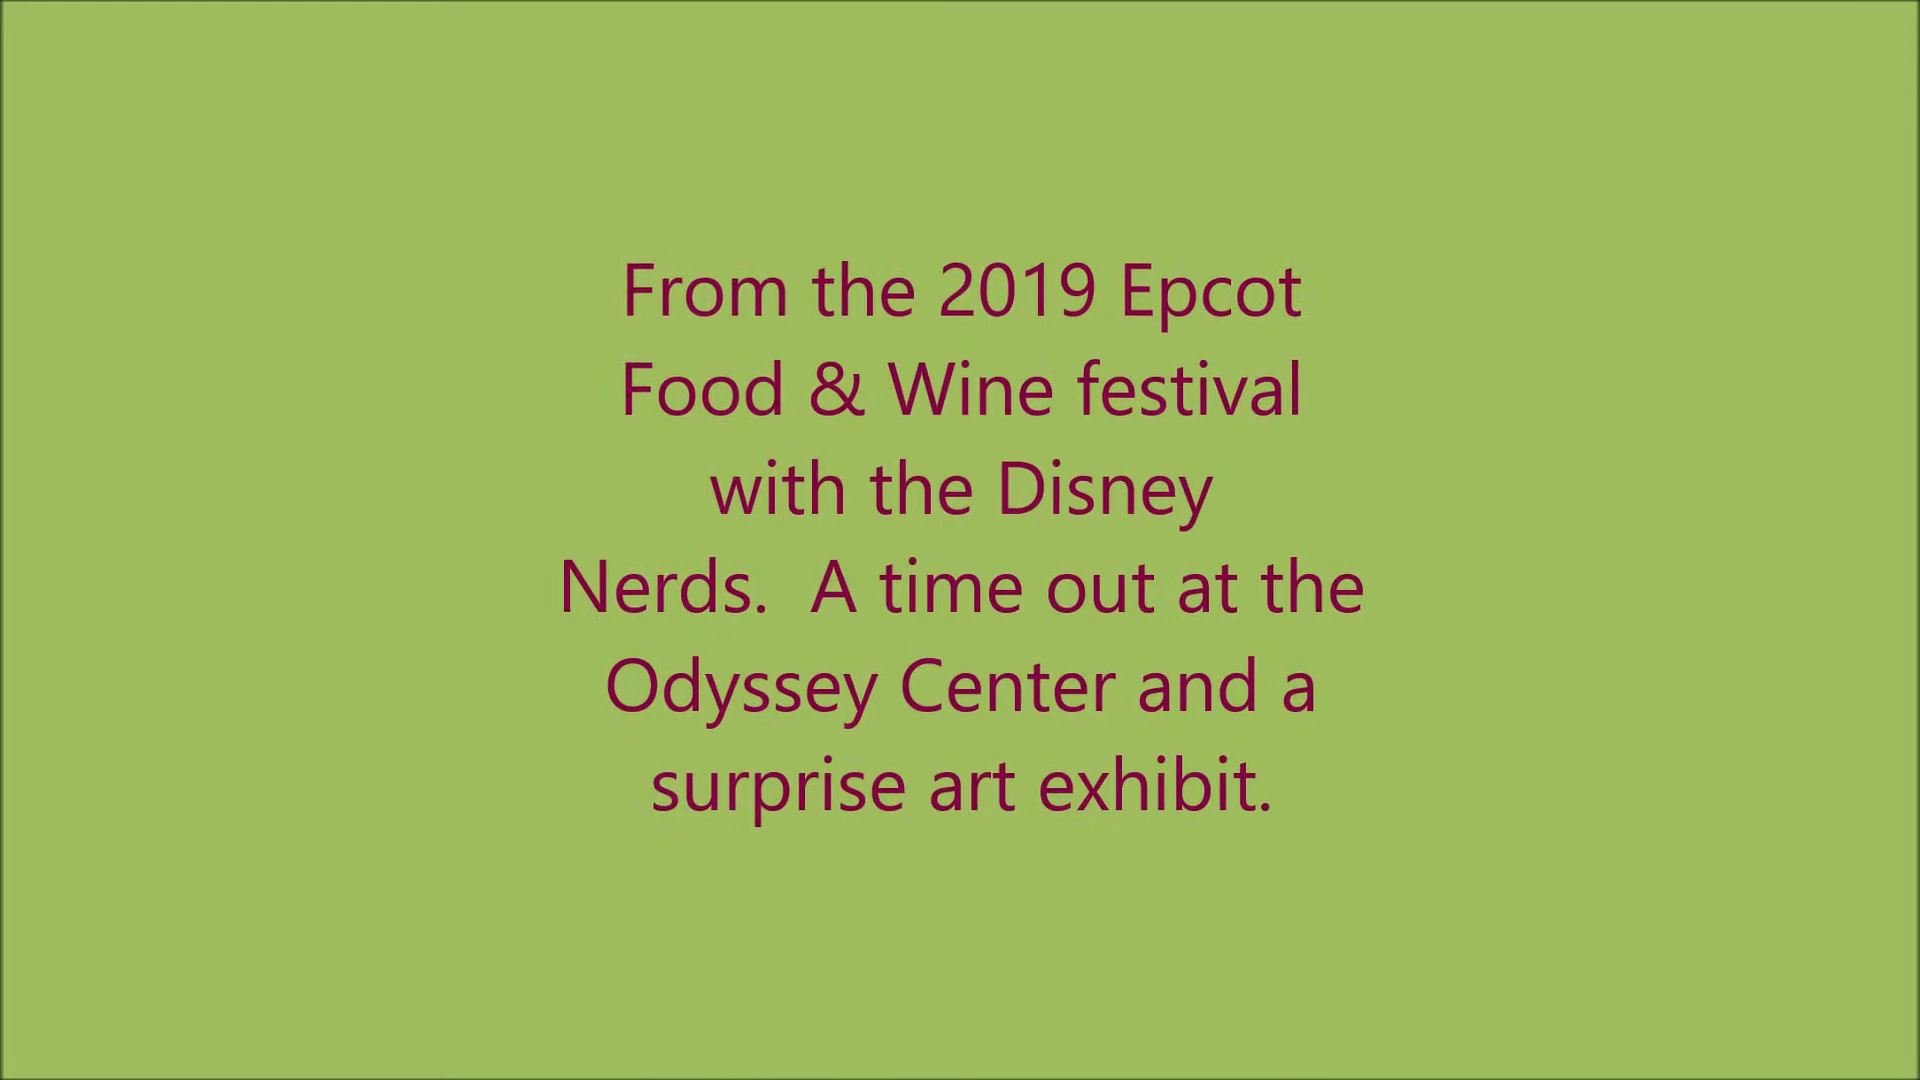 From the 2019 Epcot
Food & Wine festival
with the Disney
Nerds.  A time out at the
Odyssey Center and a
surprise art exhibit.